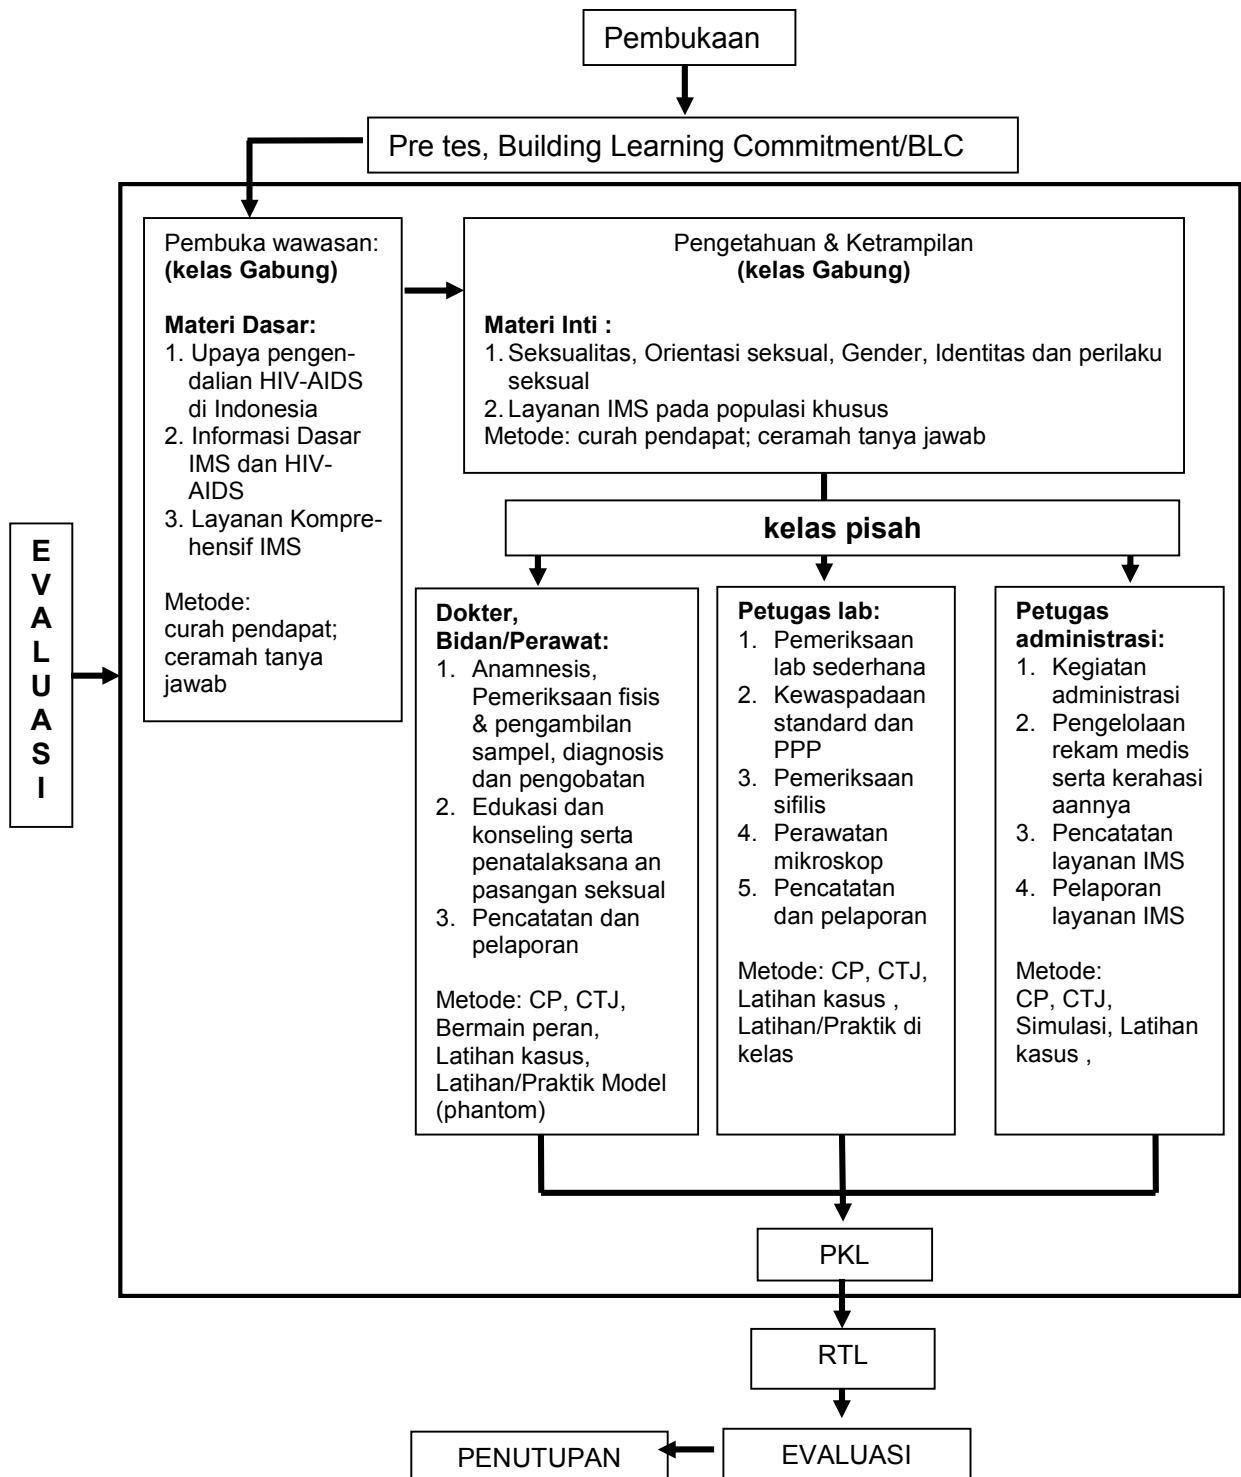 Pembukaan
Pre tes, Building Learning Commitment/BLC
Pembuka wawasan:
(kelas Gabung)
Materi Dasar:
1. Upaya pengen-
dalian HIV-AIDS
di Indonesia
2. Informasi Dasar
IMS dan HIV-
AIDS
3. Layanan Kompre-
hensif IMS
Metode:
curah pendapat;
ceramah tanya
jawab
Pengetahuan & Ketrampilan
(kelas Gabung)
Materi Inti :
1. Seksualitas, Orientasi seksual, Gender, Identitas dan perilaku
seksual
2. Layanan IMS pada populasi khusus
Metode: curah pendapat; ceramah tanya jawab
E
V
A
L
U
A
S
I
kelas pisah
Dokter,
Bidan/Perawat:
1. Anamnesis,
Pemeriksaan fisis
& pengambilan
sampel, diagnosis
dan pengobatan
2. Edukasi dan
konseling serta
penatalaksana an
pasangan seksual
3. Pencatatan dan
pelaporan
Metode: CP, CTJ,
Bermain peran,
Latihan kasus,
Latihan/Praktik Model
(phantom)
Petugas lab:
1. Pemeriksaan
lab sederhana
2. Kewaspadaan
standard dan
PPP
3. Pemeriksaan
sifilis
4. Perawatan
mikroskop
5. Pencatatan
dan pelaporan
Metode: CP, CTJ,
Latihan kasus ,
Latihan/Praktik di
kelas
Petugas
administrasi:
1. Kegiatan
administrasi
2. Pengelolaan
rekam medis
serta kerahasi
aannya
3. Pencatatan
layanan IMS
4. Pelaporan
layanan IMS
Metode:
CP, CTJ,
Simulasi, Latihan
kasus ,
PKL
RTL
EVALUASI
PENUTUPAN